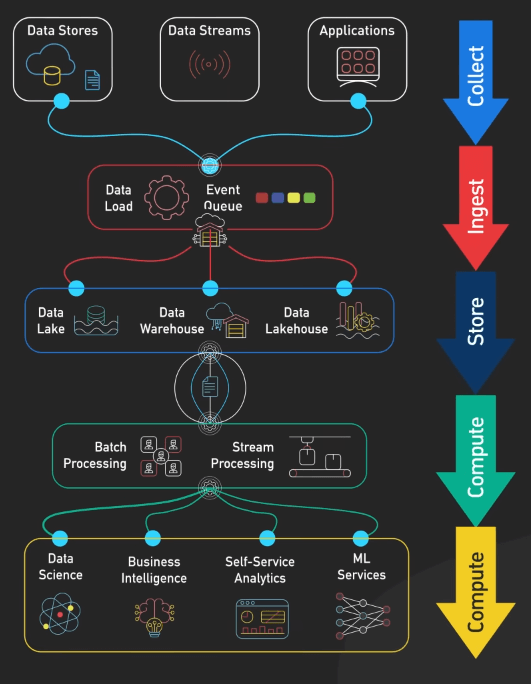 Data Stores
Data Streams
Applications
Collect
Data
Load
Event
Queue
Ingest
Data
Lake
Data
Warehouse
Data
Lakehouse
Store
Batch
Processing
Stream
Processing
Compute
Data
Science
Business
Intelligence
Self-Service
Analytics
ML
Services
Compute